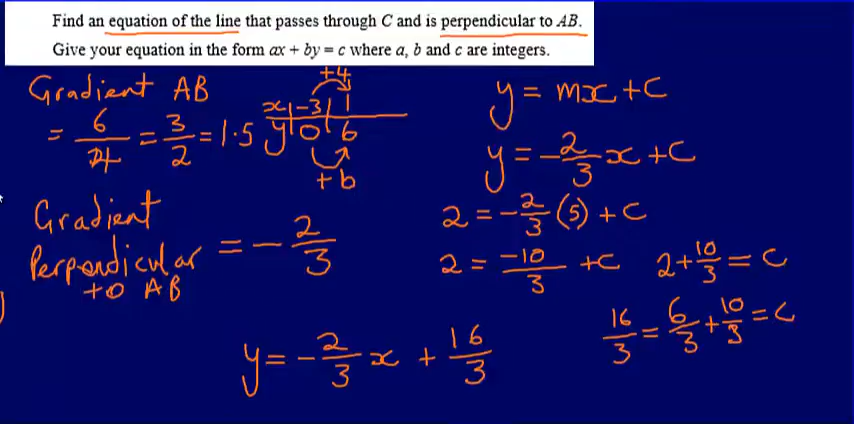 Find an equation of the line that passes through C and is perpendicular to AB.
Give your equation in the form ax + by = c where a, b and c are integers.
Gradient AB
= 6/4 = 3/2 = 1.5
+4
x | -3 | 1
y | 0 | 6
+6
Gradient
Perpendicular = - 2/3
to AB
y = mx + C
y = -2/3 x + C
2 = -2/3 (5) + C
2 = -10/3 + C
2 + 10/3 = C
16/3 = 6/3 + 10/3 = C
y = - 2/3 x + 16/3